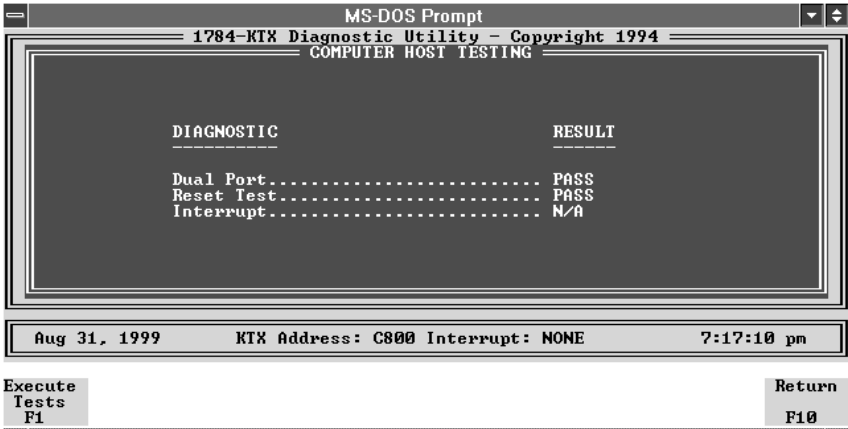 MS-DOS Prompt
1784-KTX Diagnostic Utility - Copyright 1994
COMPUTER HOST TESTING
DIAGNOSTIC RESULT
---------- ------
Dual Port.......................... PASS
Reset Test......................... PASS
Interrupt.......................... N/A
Aug 31, 1999 KTX Address: C800 Interrupt: NONE 7:17:10 pm
Execute Return
Tests
F1 F10